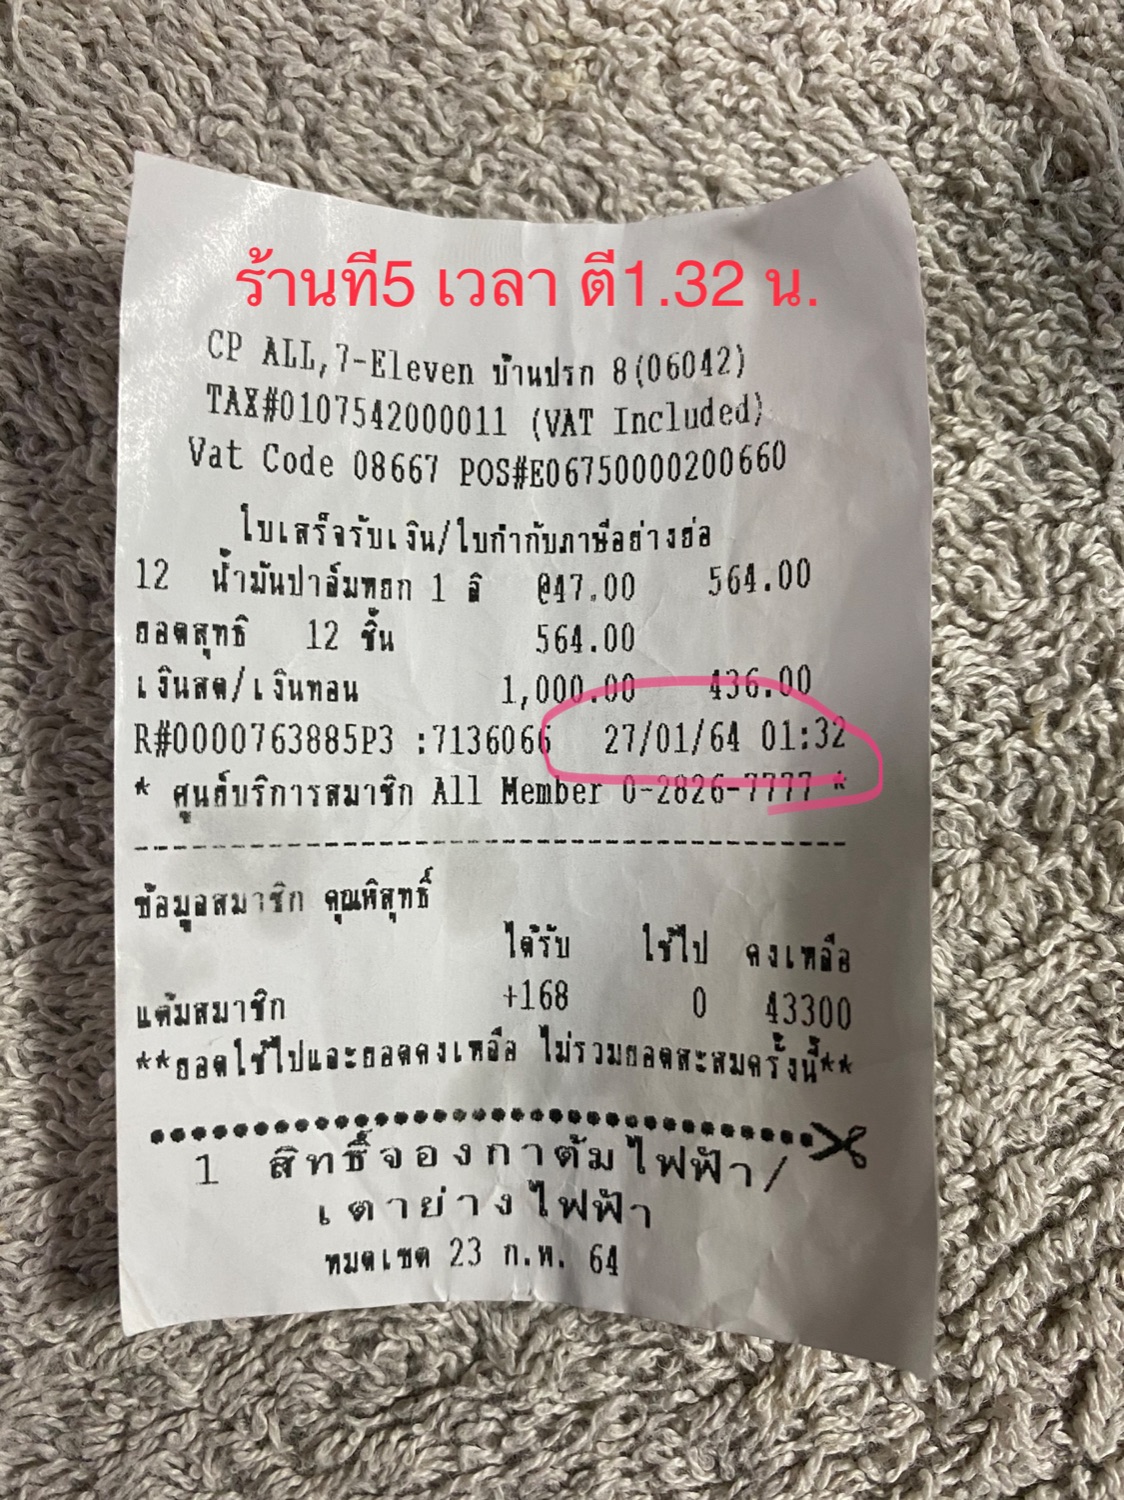 ร้านที่5 เวลา ตี1.32 น.
CP ALL,7-Eleven บ้านปรก 8(06042)
TAX#0107542000011 (VAT Included)
Vat Code 08667 POS#E06750000200660
ใบเสร็จรับเงิน/ใบกำกับภาษีอย่างย่อ
12 น้ำมันปาล์มหยก 1 ลิ @47.00 564.00
ยอดสุทธิ 12 ชิ้น 564.00
เงินสด/เงินทอน 1,000.00 436.00
R#0000763885P3 :7136066 27/01/64 01:32
* ศูนย์บริการสมาชิก All Member 0-2826-7777 *
ข้อมูลสมาชิก คุณพิสุทธิ์
ได้รับ ใช้ไป คงเหลือ
แต้มสมาชิก +168 0 43300
**ยอดใช้ไปและยอดคงเหลือ ไม่รวมยอดสะสมครั้งนี้**
1 สิทธิ์จองกาต้มไฟฟ้า/
เตาย่างไฟฟ้า
หมดเขต 23 ก.พ. 64